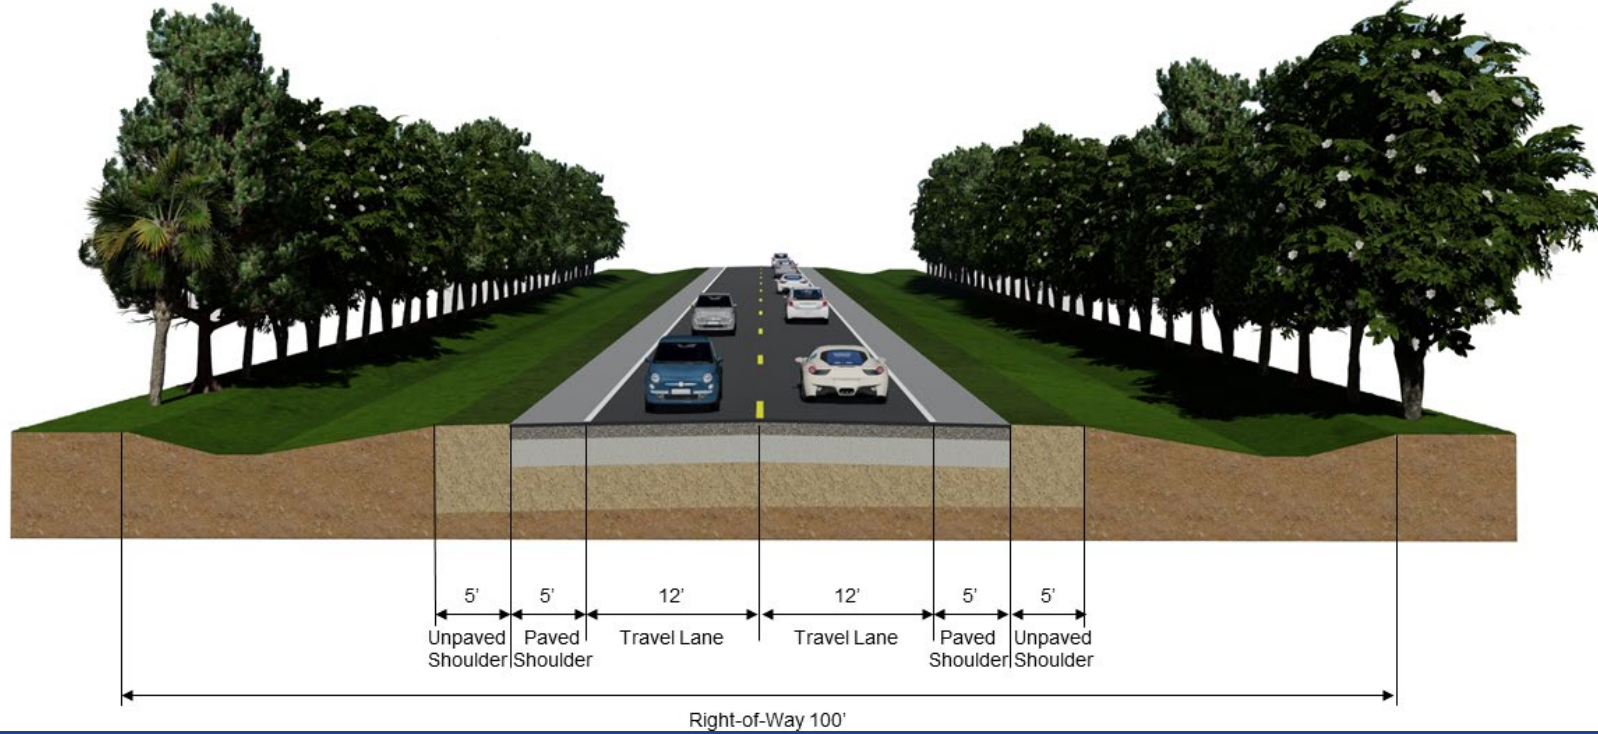 5’ 5’ 12’ 12’ 5’ 5’
Unpaved Paved Travel Lane Travel Lane Paved Unpaved
Shoulder Shoulder Shoulder Shoulder
Right-of-Way 100’